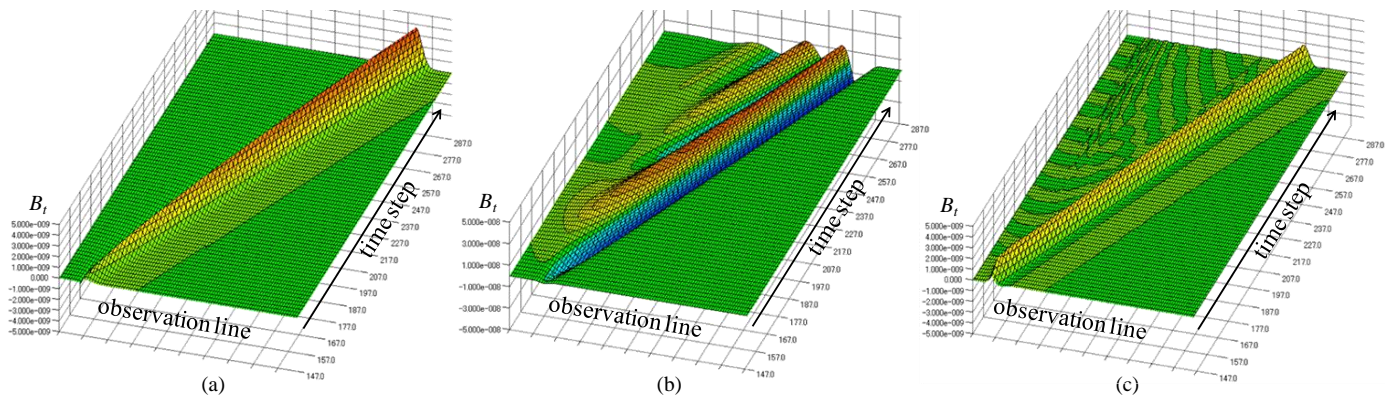 B_t
5.000e-009
4.000e-009
3.000e-009
2.000e-009
1.000e-009
0.000
-1.000e-009
-2.000e-009
-3.000e-009
-4.000e-009
-5.000e-009
observation line
time step
287.0
277.0
267.0
257.0
247.0
237.0
227.0
217.0
207.0
197.0
187.0
177.0
167.0
157.0
147.0
(a)
B_t
5.000e-008
3.000e-008
1.000e-008
-1.000e-008
-3.000e-008
-5.000e-008
observation line
time step
287.0
277.0
267.0
257.0
247.0
237.0
227.0
217.0
207.0
197.0
187.0
177.0
167.0
157.0
147.0
(b)
B_t
5.000e-009
4.000e-009
3.000e-009
2.000e-009
1.000e-009
0.000
-1.000e-009
-2.000e-009
-3.000e-009
-4.000e-009
-5.000e-009
observation line
time step
287.0
277.0
267.0
257.0
247.0
237.0
227.0
217.0
207.0
197.0
187.0
177.0
167.0
157.0
147.0
(c)